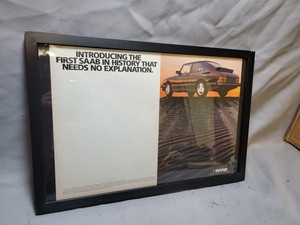 INTRODUCING THE
FIRST SAAB IN HISTORY THAT
NEEDS NO EXPLANATION.
SAAB